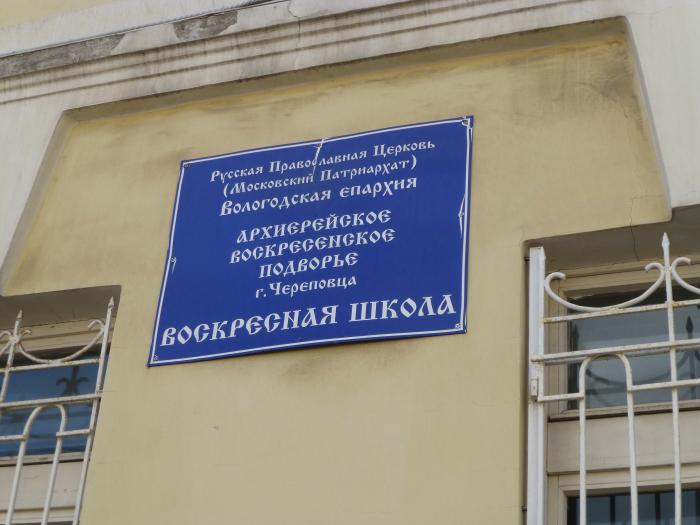 Русская Православная Церковь
(Московский Патриархат)
Вологодская епархия
АРХИЕРЕЙСКОЕ
ВОСКРЕСЕНСКОЕ
ПОДВОРЬЕ
г. Череповца
ВОСКРЕСНАЯ ШКОЛА